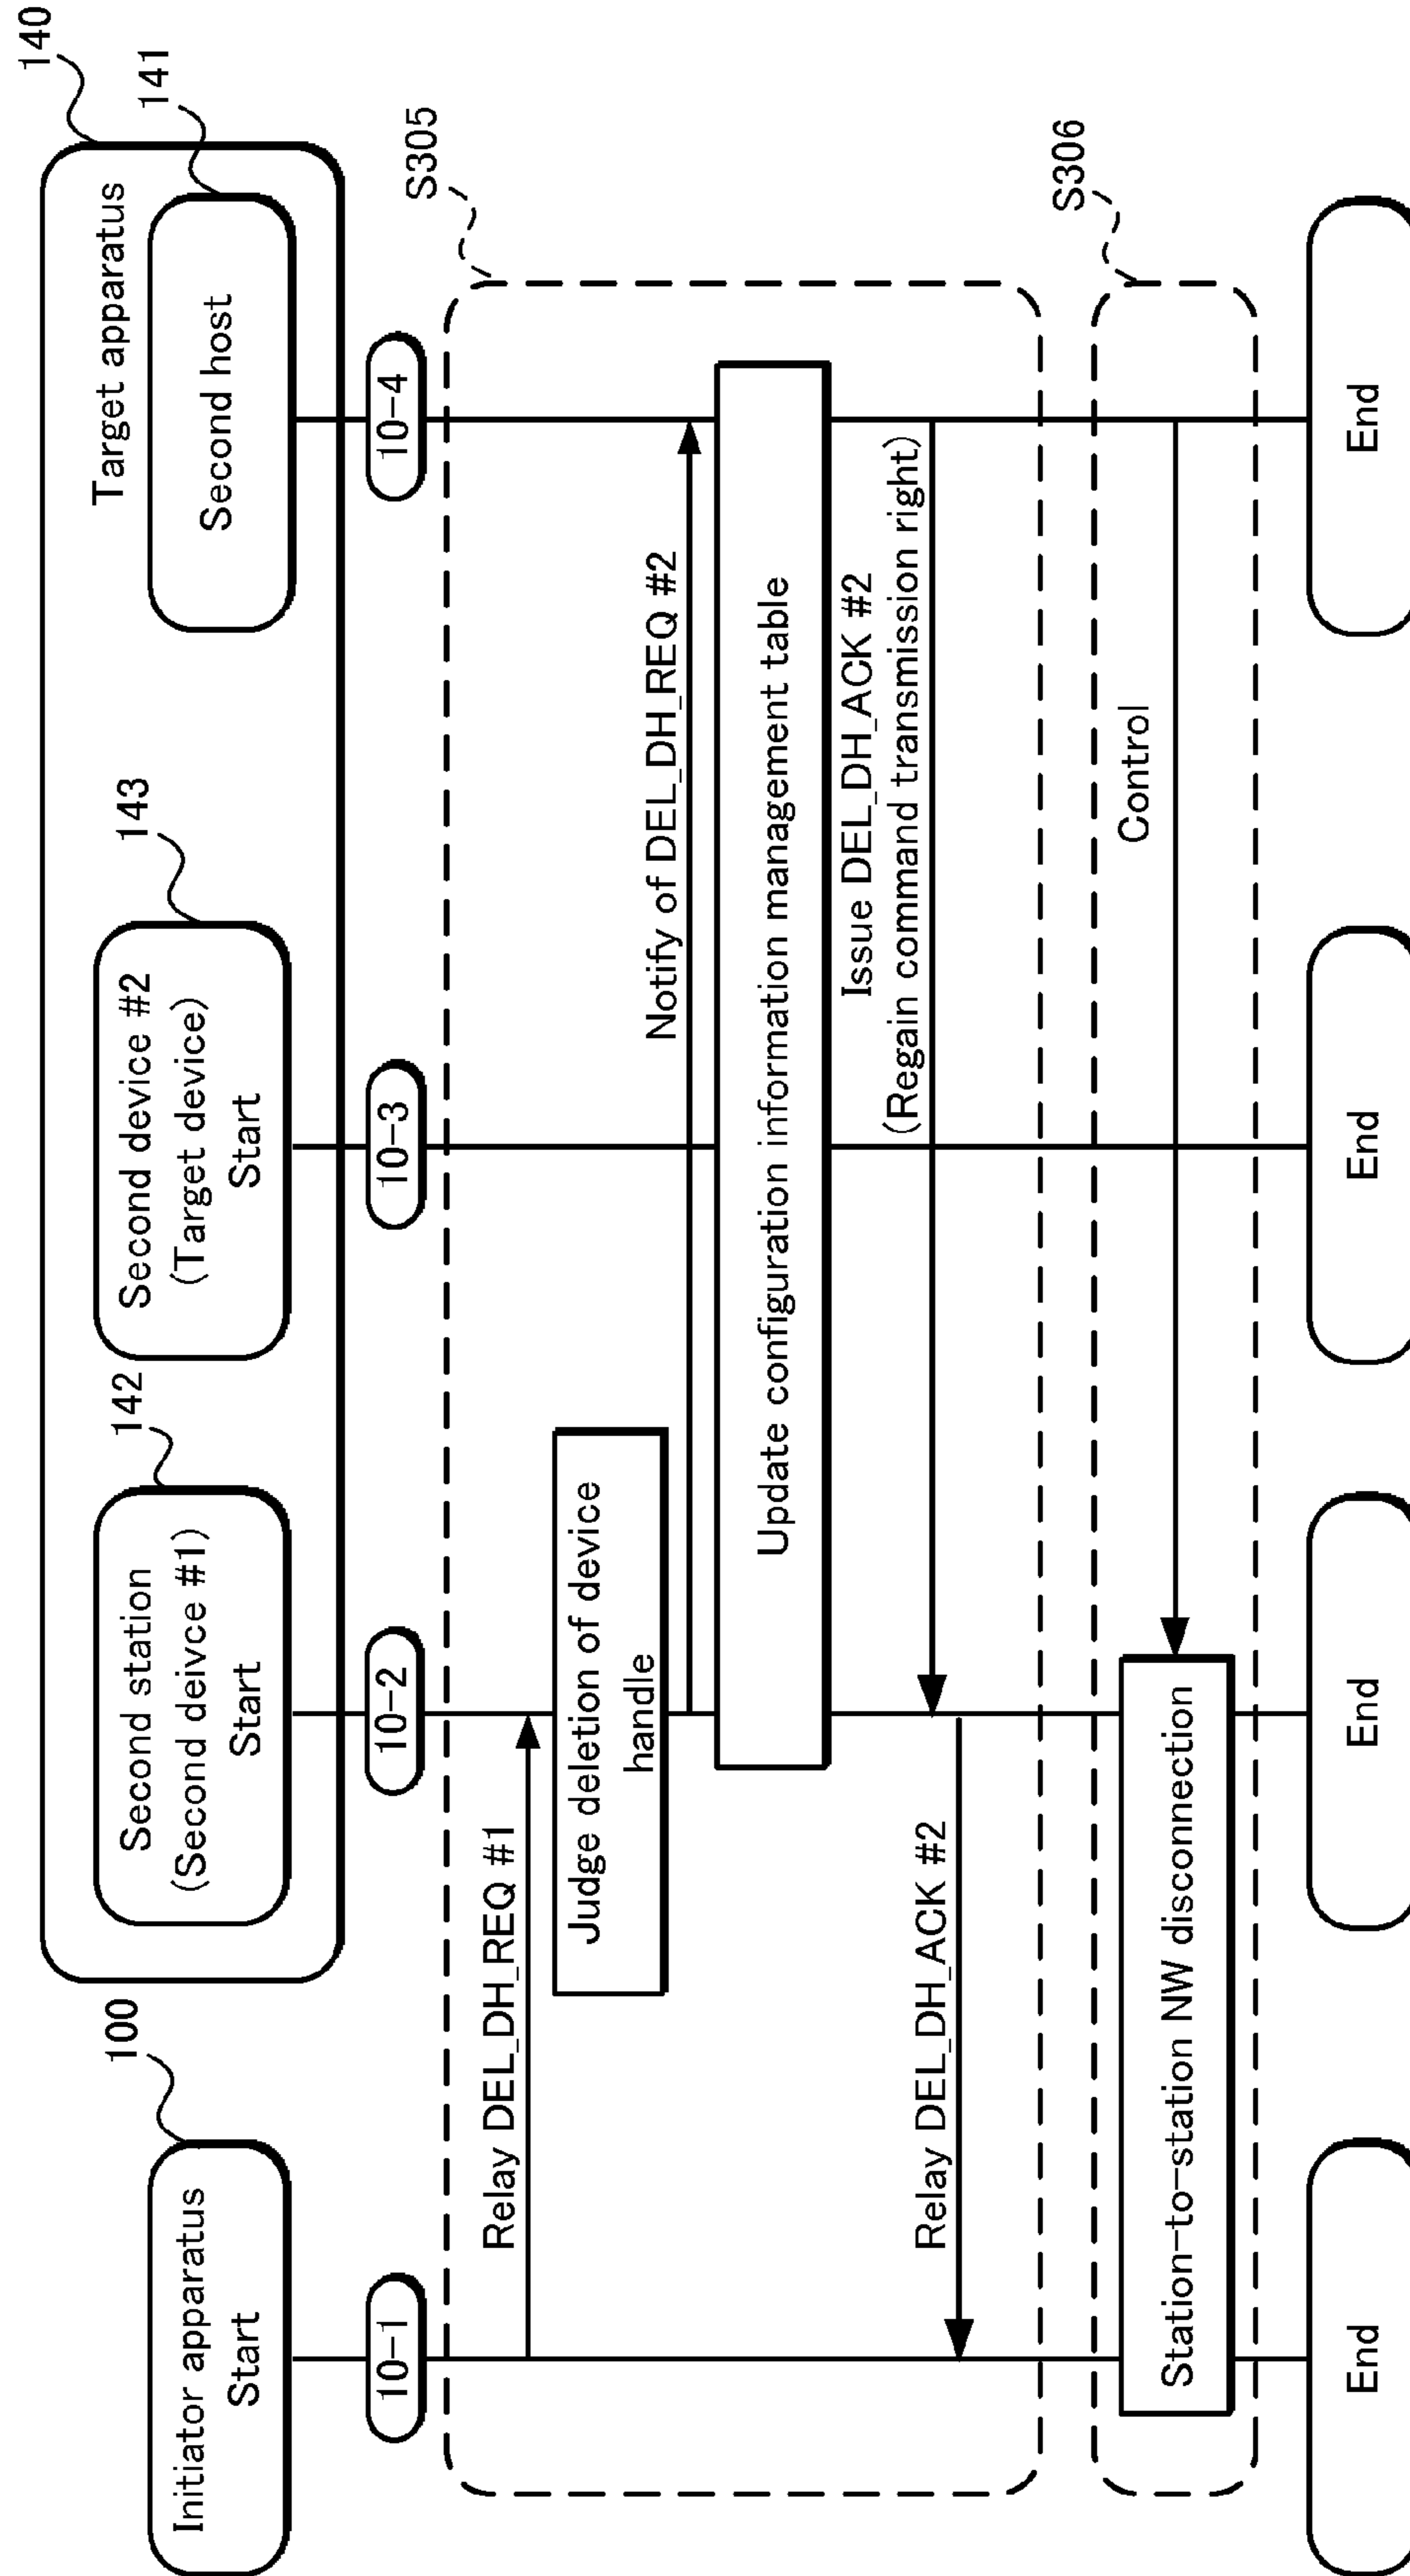 140
Target apparatus
100
142
143
141
Initiator apparatus
Start
Second station
(Second deivce #1)
Start
Second device #2
(Target device)
Start
Second host
10-1
10-2
10-3
10-4
S305
Relay DEL_DH_REQ #1
Judge deletion of device
handle
Notify of DEL_DH_REQ #2
Update configuration information management table
Issue DEL_DH_ACK #2
(Regain command transmission right)
Relay DEL_DH_ACK #2
S306
Control
Station-to-station NW disconnection
End
End
End
End